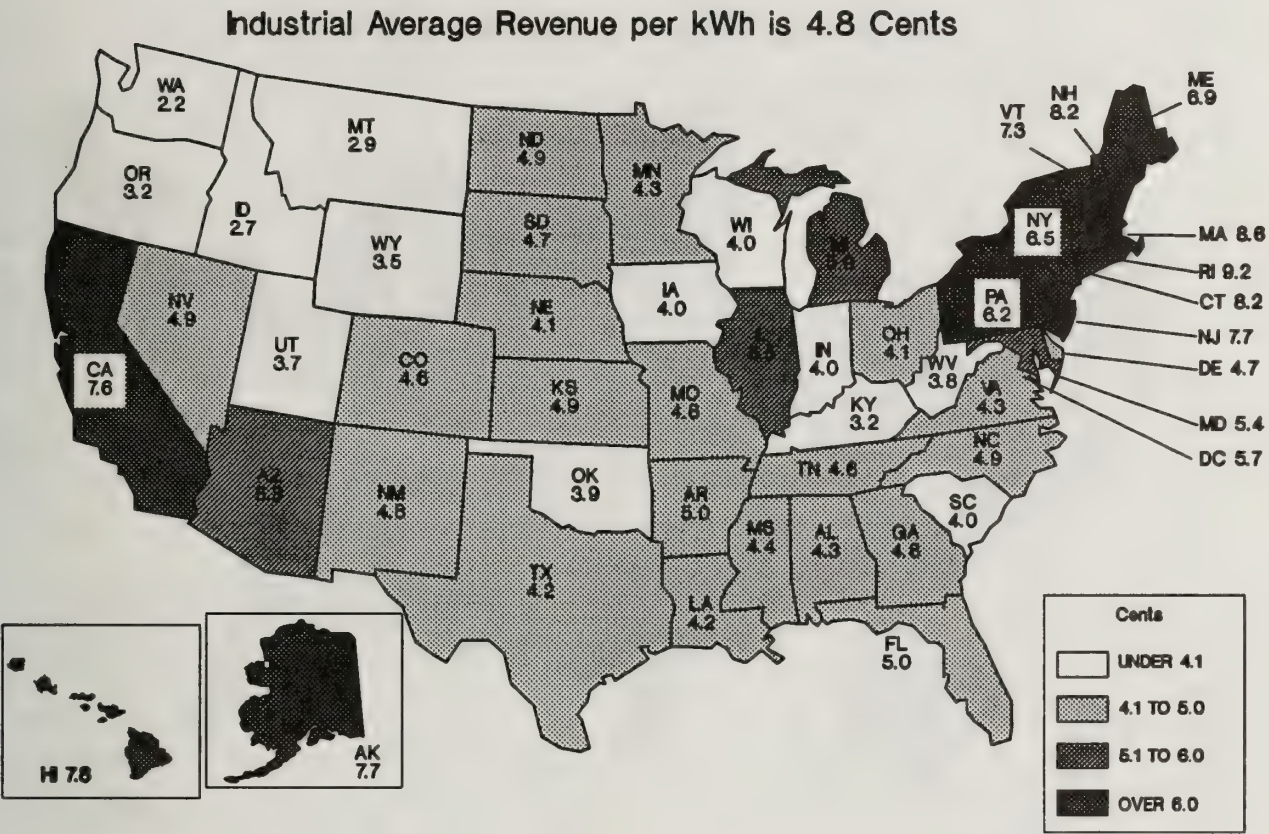 Industrial Average Revenue per kWh is 4.8 Cents
WA
2.2
MT
2.9
ND
4.9
MN
4.3
VT
7.3
NH
8.2
ME
6.9
OR
3.2
ID
2.7
WY
3.5
SD
4.7
WI
4.0
MI
NY
6.5
MA 8.6
RI 9.2
CT 8.2
NJ 7.7
DE 4.7
MD 5.4
DC 5.7
NV
4.9
UT
3.7
CO
4.6
NE
4.1
IA
4.0
IN
4.0
OH
4.1
PA
6.2
WV
3.8
VA
4.3
CA
7.6
KS
4.9
MO
KY
3.2
TN 4.6
NC
4.9
AZ
NM
OK
3.9
AR
5.0
SC
4.0
TX
4.2
LA
4.2
MS
4.4
AL
4.3
GA
FL
5.0
HI
AK
7.7
Cents
UNDER 4.1
4.1 TO 5.0
5.1 TO 6.0
OVER 6.0